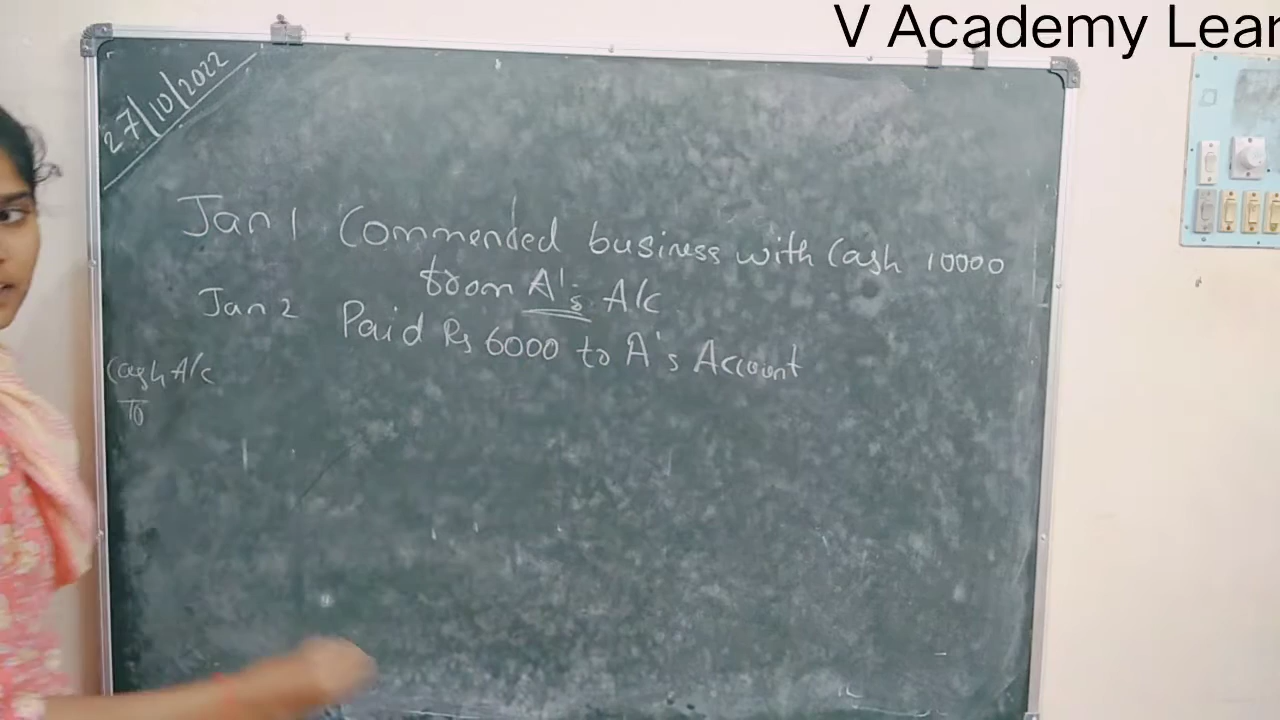 V Academy Lear
27/10/2022
Jan 1 Commended business with Cash 10000
from A's A/c
Jan 2 Paid Rs 6000 to A's Account
Cash A/c
To